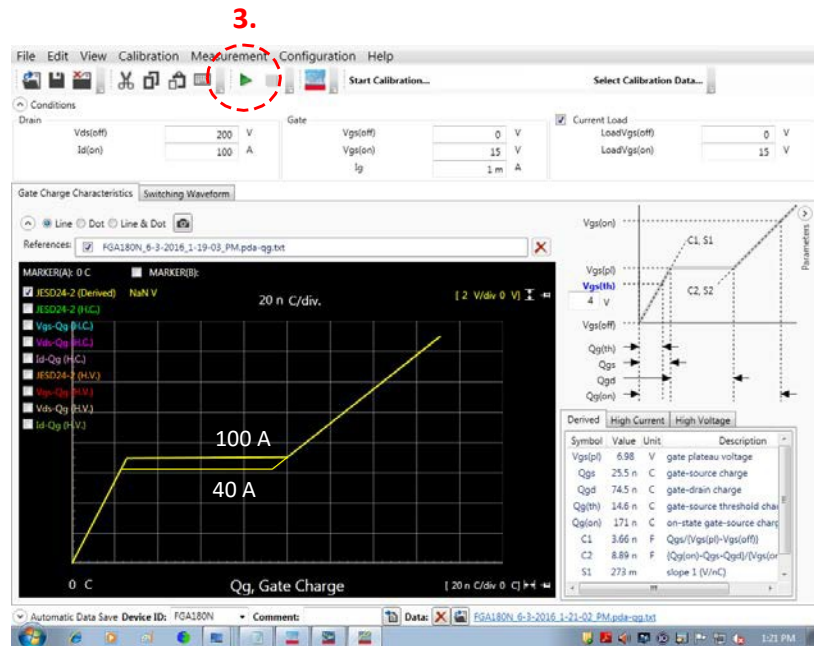 3.
File Edit View Calibration Measurement Configuration Help
Start Calibration... Select Calibration Data...
Conditions
Drain Gate Current Load
Vds(off) 200 V Vgs(off) 0 V LoadVgs(off) 0 V
Id(on) 100 A Vgs(on) 15 V LoadVgs(on) 15 V
Ig 1 m A
Gate Charge Characteristics Switching Waveform
Line Dot Line & Dot
References: FGA180N_6-3-2016_1-19-03_PM.pda-qg.txt
MARKER(A): 0 C MARKER(B):
JESD24-2 (Derived) NaN V 20 n C/div. [ 2 V/div 0 V]
JESD24-2 (H.C.)
Vgs-Qg (H.C.)
Vds-Qg (H.C.)
Id-Qg (H.C.)
JESD24-2 (H.V.)
Vgs-Qg (H.V.)
Vds-Qg (H.V.)
Id-Qg (H.V.)
100 A
40 A
0 C Qg, Gate Charge [ 20 n C/div 0 C]
Vgs(on)
C1, S1
Vgs(pl)
Vgs(th)
4 V
C2, S2
Vgs(off)
Qg(th)
Qgs
Qgd
Qg(on)
Parameters
Derived High Current High Voltage
Symbol Value Unit Description
Vgs(pl) 6.98 V gate plateau voltage
Qgs 25.5 n C gate-source charge
Qgd 74.5 n C gate-drain charge
Qg(th) 14.6 n C gate-source threshold char
Qg(on) 171 n C on-state gate-source charg
C1 3.66 n F Qgs/(Vgs(pl)-Vgs(off))
C2 8.89 n F (Qg(on)-Qgs-Qgd)/(Vgs(or
S1 273 m slope 1 (V/nC)
Automatic Data Save Device ID: FGA180N Comment: Data: FGA180N_6-3-2016_1-21-02_PM.pda-qg.txt
1:21 PM